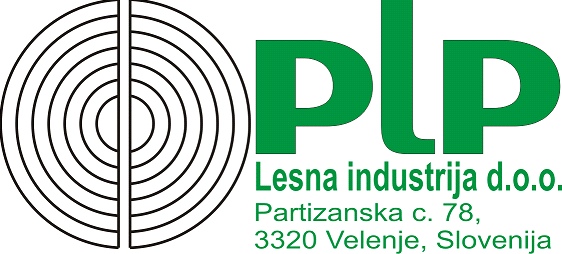 plp
Lesna industrija d.o.o.
Partizanska c. 78,
3320 Velenje, Slovenija